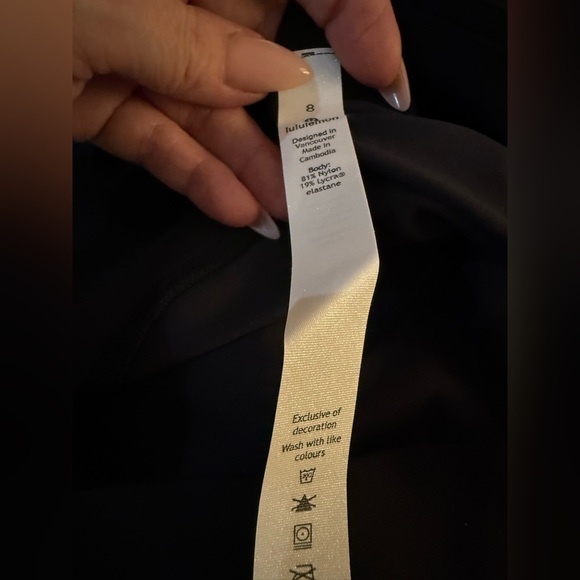 8
lululemon
Designed in
Vancouver
Made in
Cambodia
Body:
81% Nylon
19% Lycra®
elastane
Exclusive of
decoration
Wash with like
colours
30C